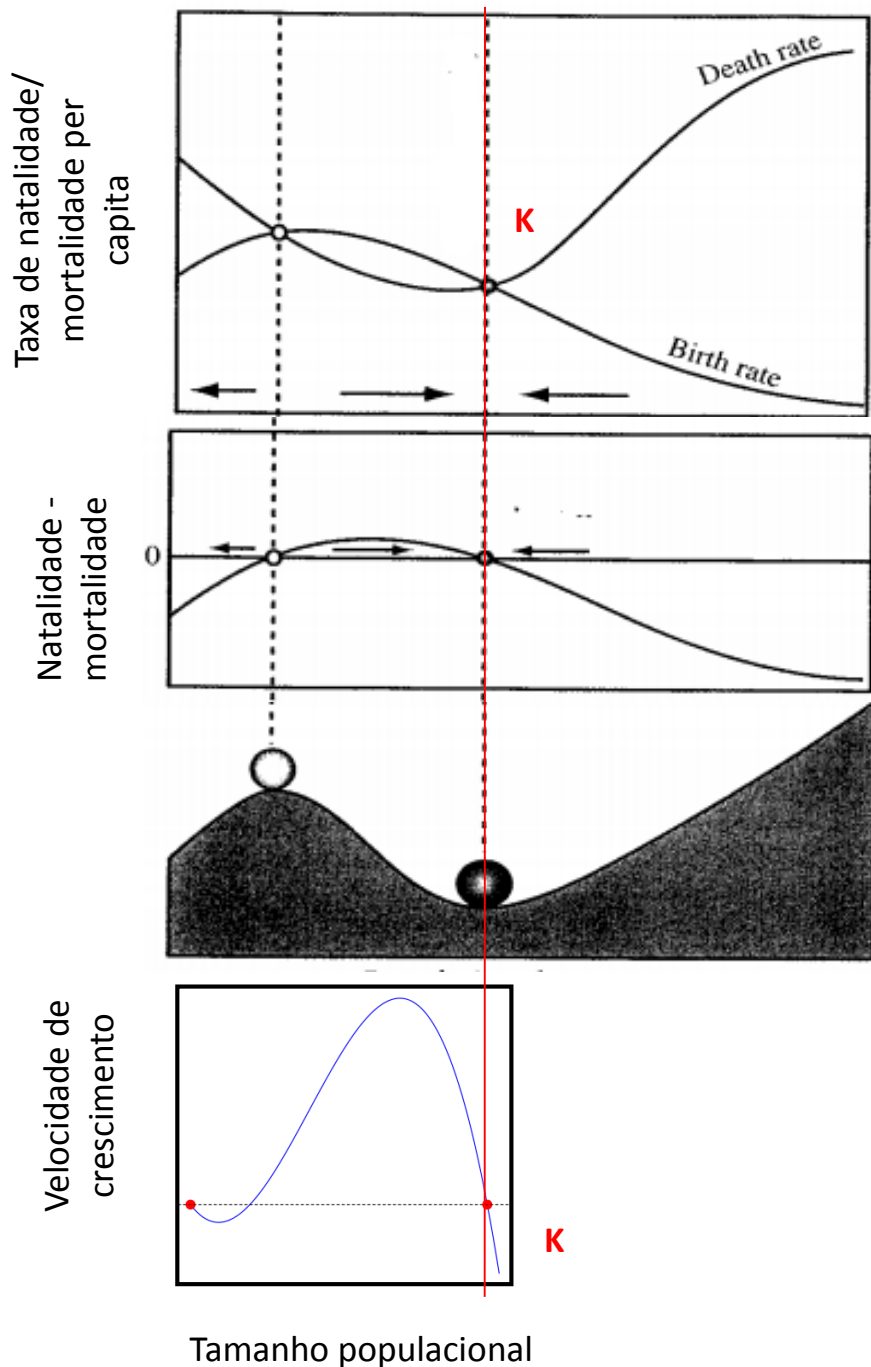 Taxa de natalidade/
mortalidade per
capita
Death rate
K
Birth rate
Natalidade -
mortalidade
0
Velocidade de
crescimento
K
Tamanho populacional